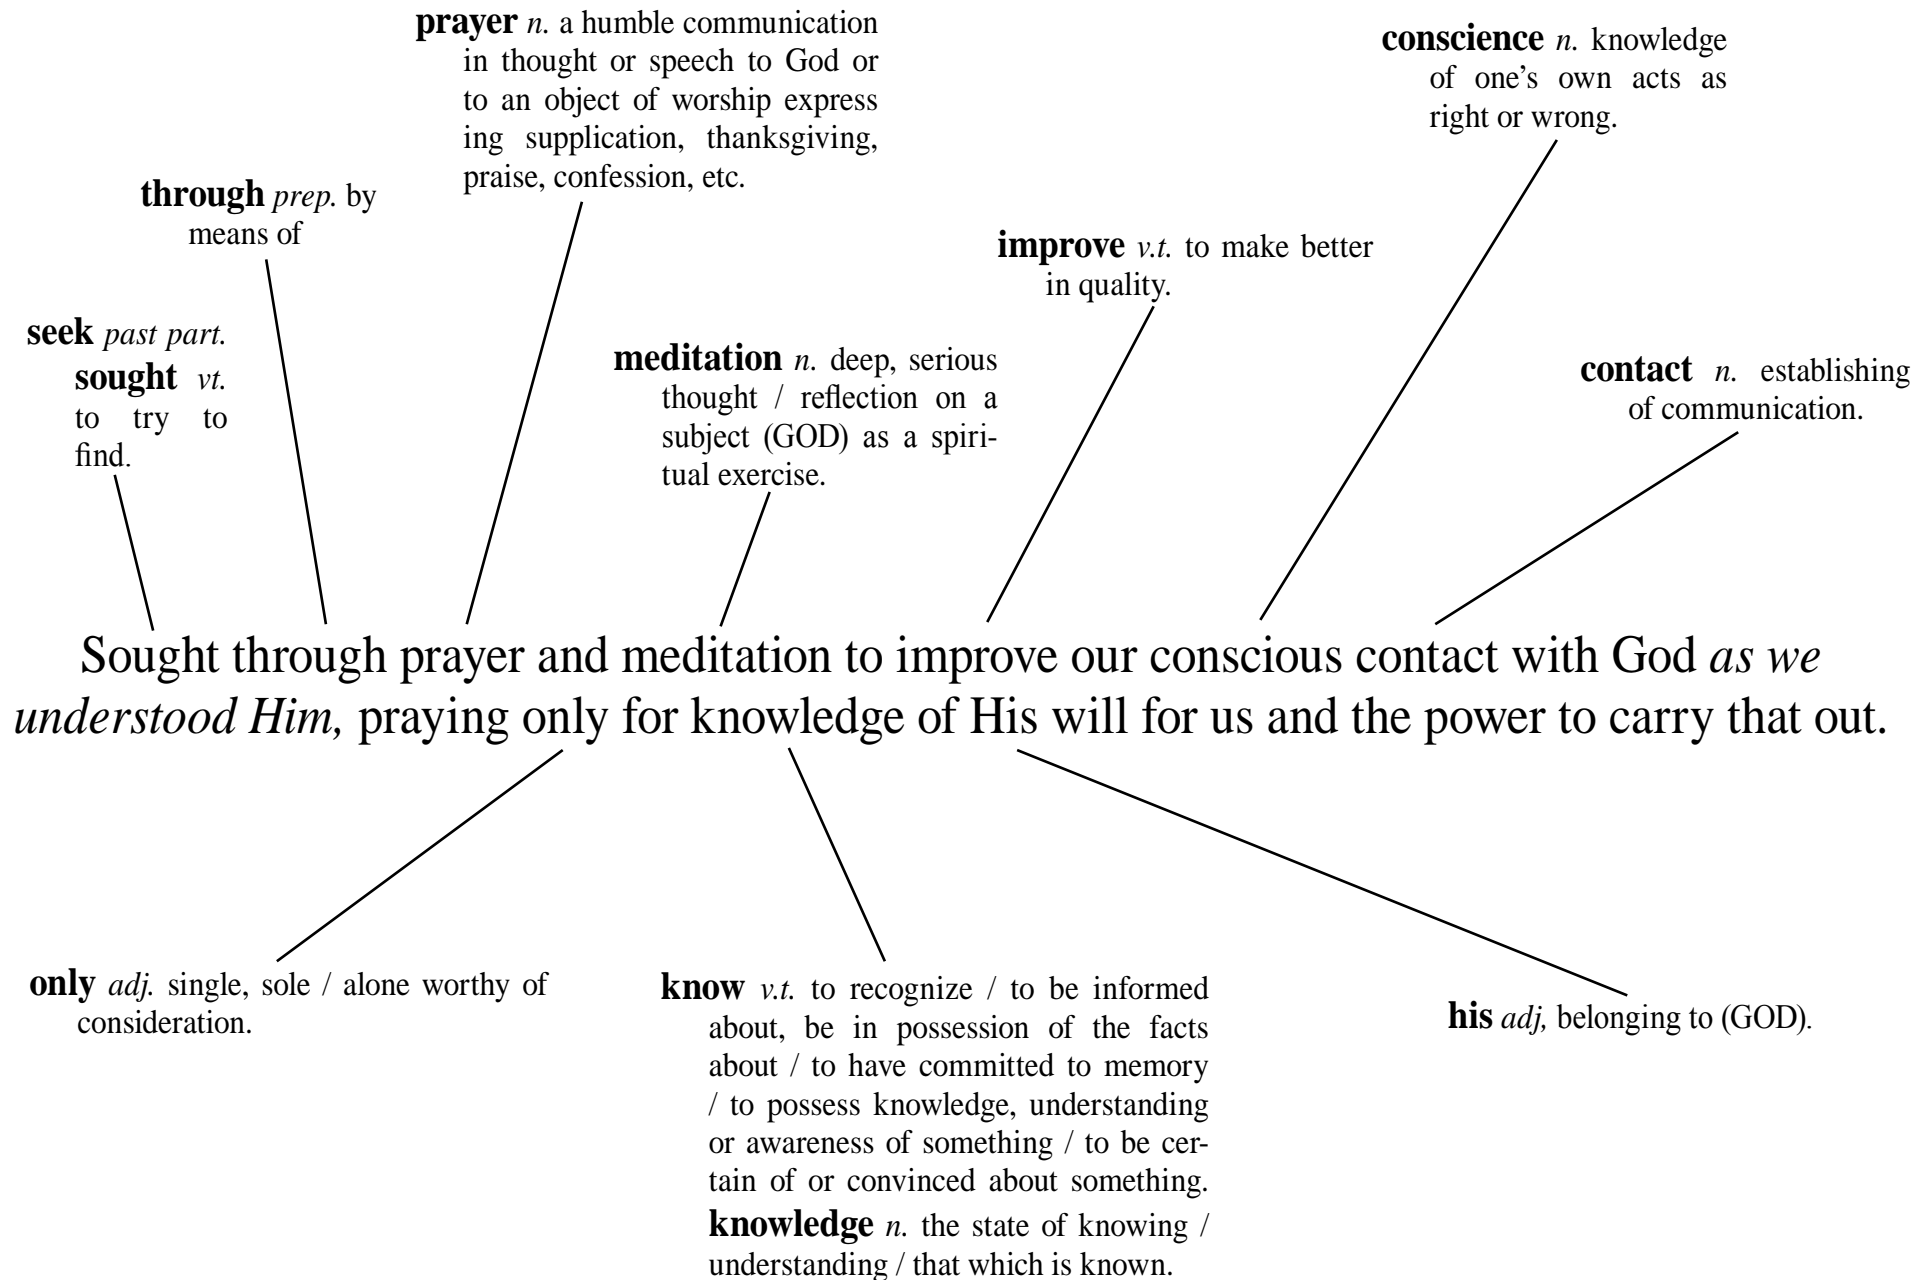 prayer n. a humble communication
in thought or speech to God or
to an object of worship express
ing supplication, thanksgiving,
praise, confession, etc.
conscience n. knowledge
of one's own acts as
right or wrong.
through prep. by
means of
improve v.t. to make better
in quality.
seek past part.
sought vt.
to try to
find.
meditation n. deep, serious
thought / reflection on a
subject (GOD) as a spiri-
tual exercise.
contact n. establishing
of communication.
Sought through prayer and meditation to improve our conscious contact with God as we
understood Him, praying only for knowledge of His will for us and the power to carry that out.
only adj. single, sole / alone worthy of
consideration.
know v.t. to recognize / to be informed
about, be in possession of the facts
about / to have committed to memory
/ to possess knowledge, understanding
or awareness of something / to be cer-
tain of or convinced about something.
knowledge n. the state of knowing /
understanding / that which is known.
his adj, belonging to (GOD).